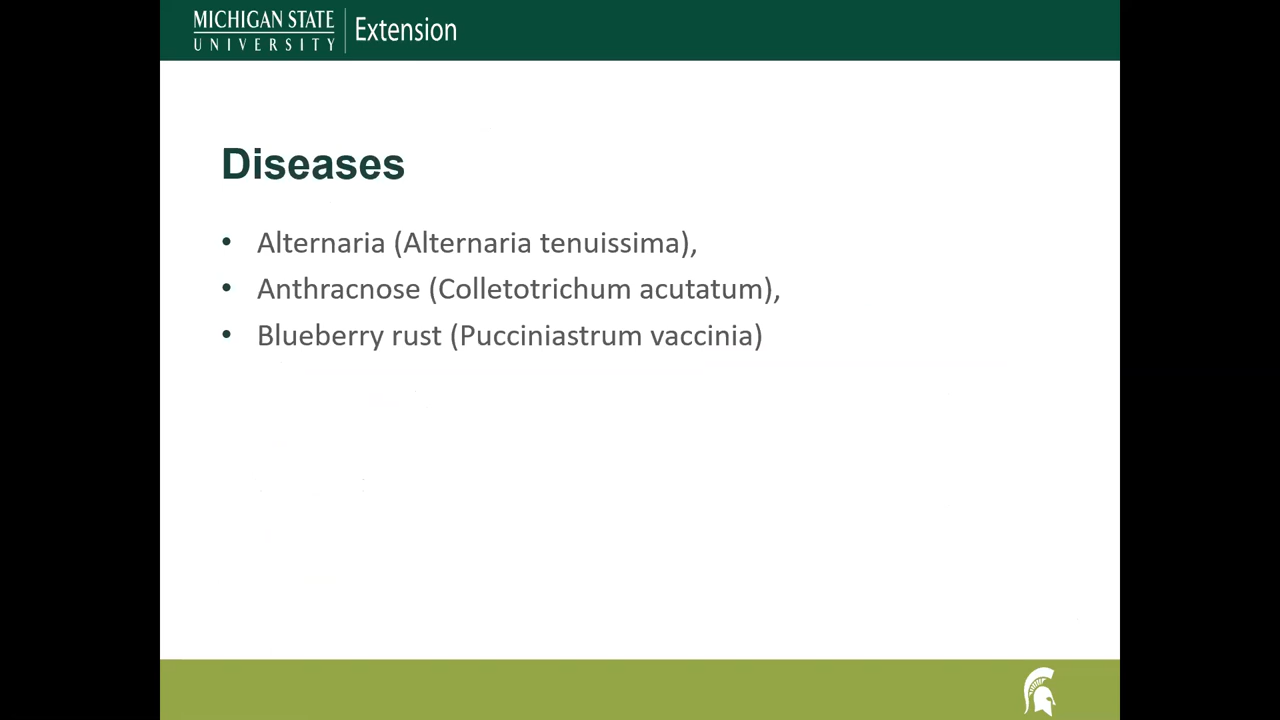 MICHIGAN STATE
UNIVERSITY
Extension
Diseases
• Alternaria (Alternaria tenuissima),
• Anthracnose (Colletotrichum acutatum),
• Blueberry rust (Pucciniastrum vaccinia)